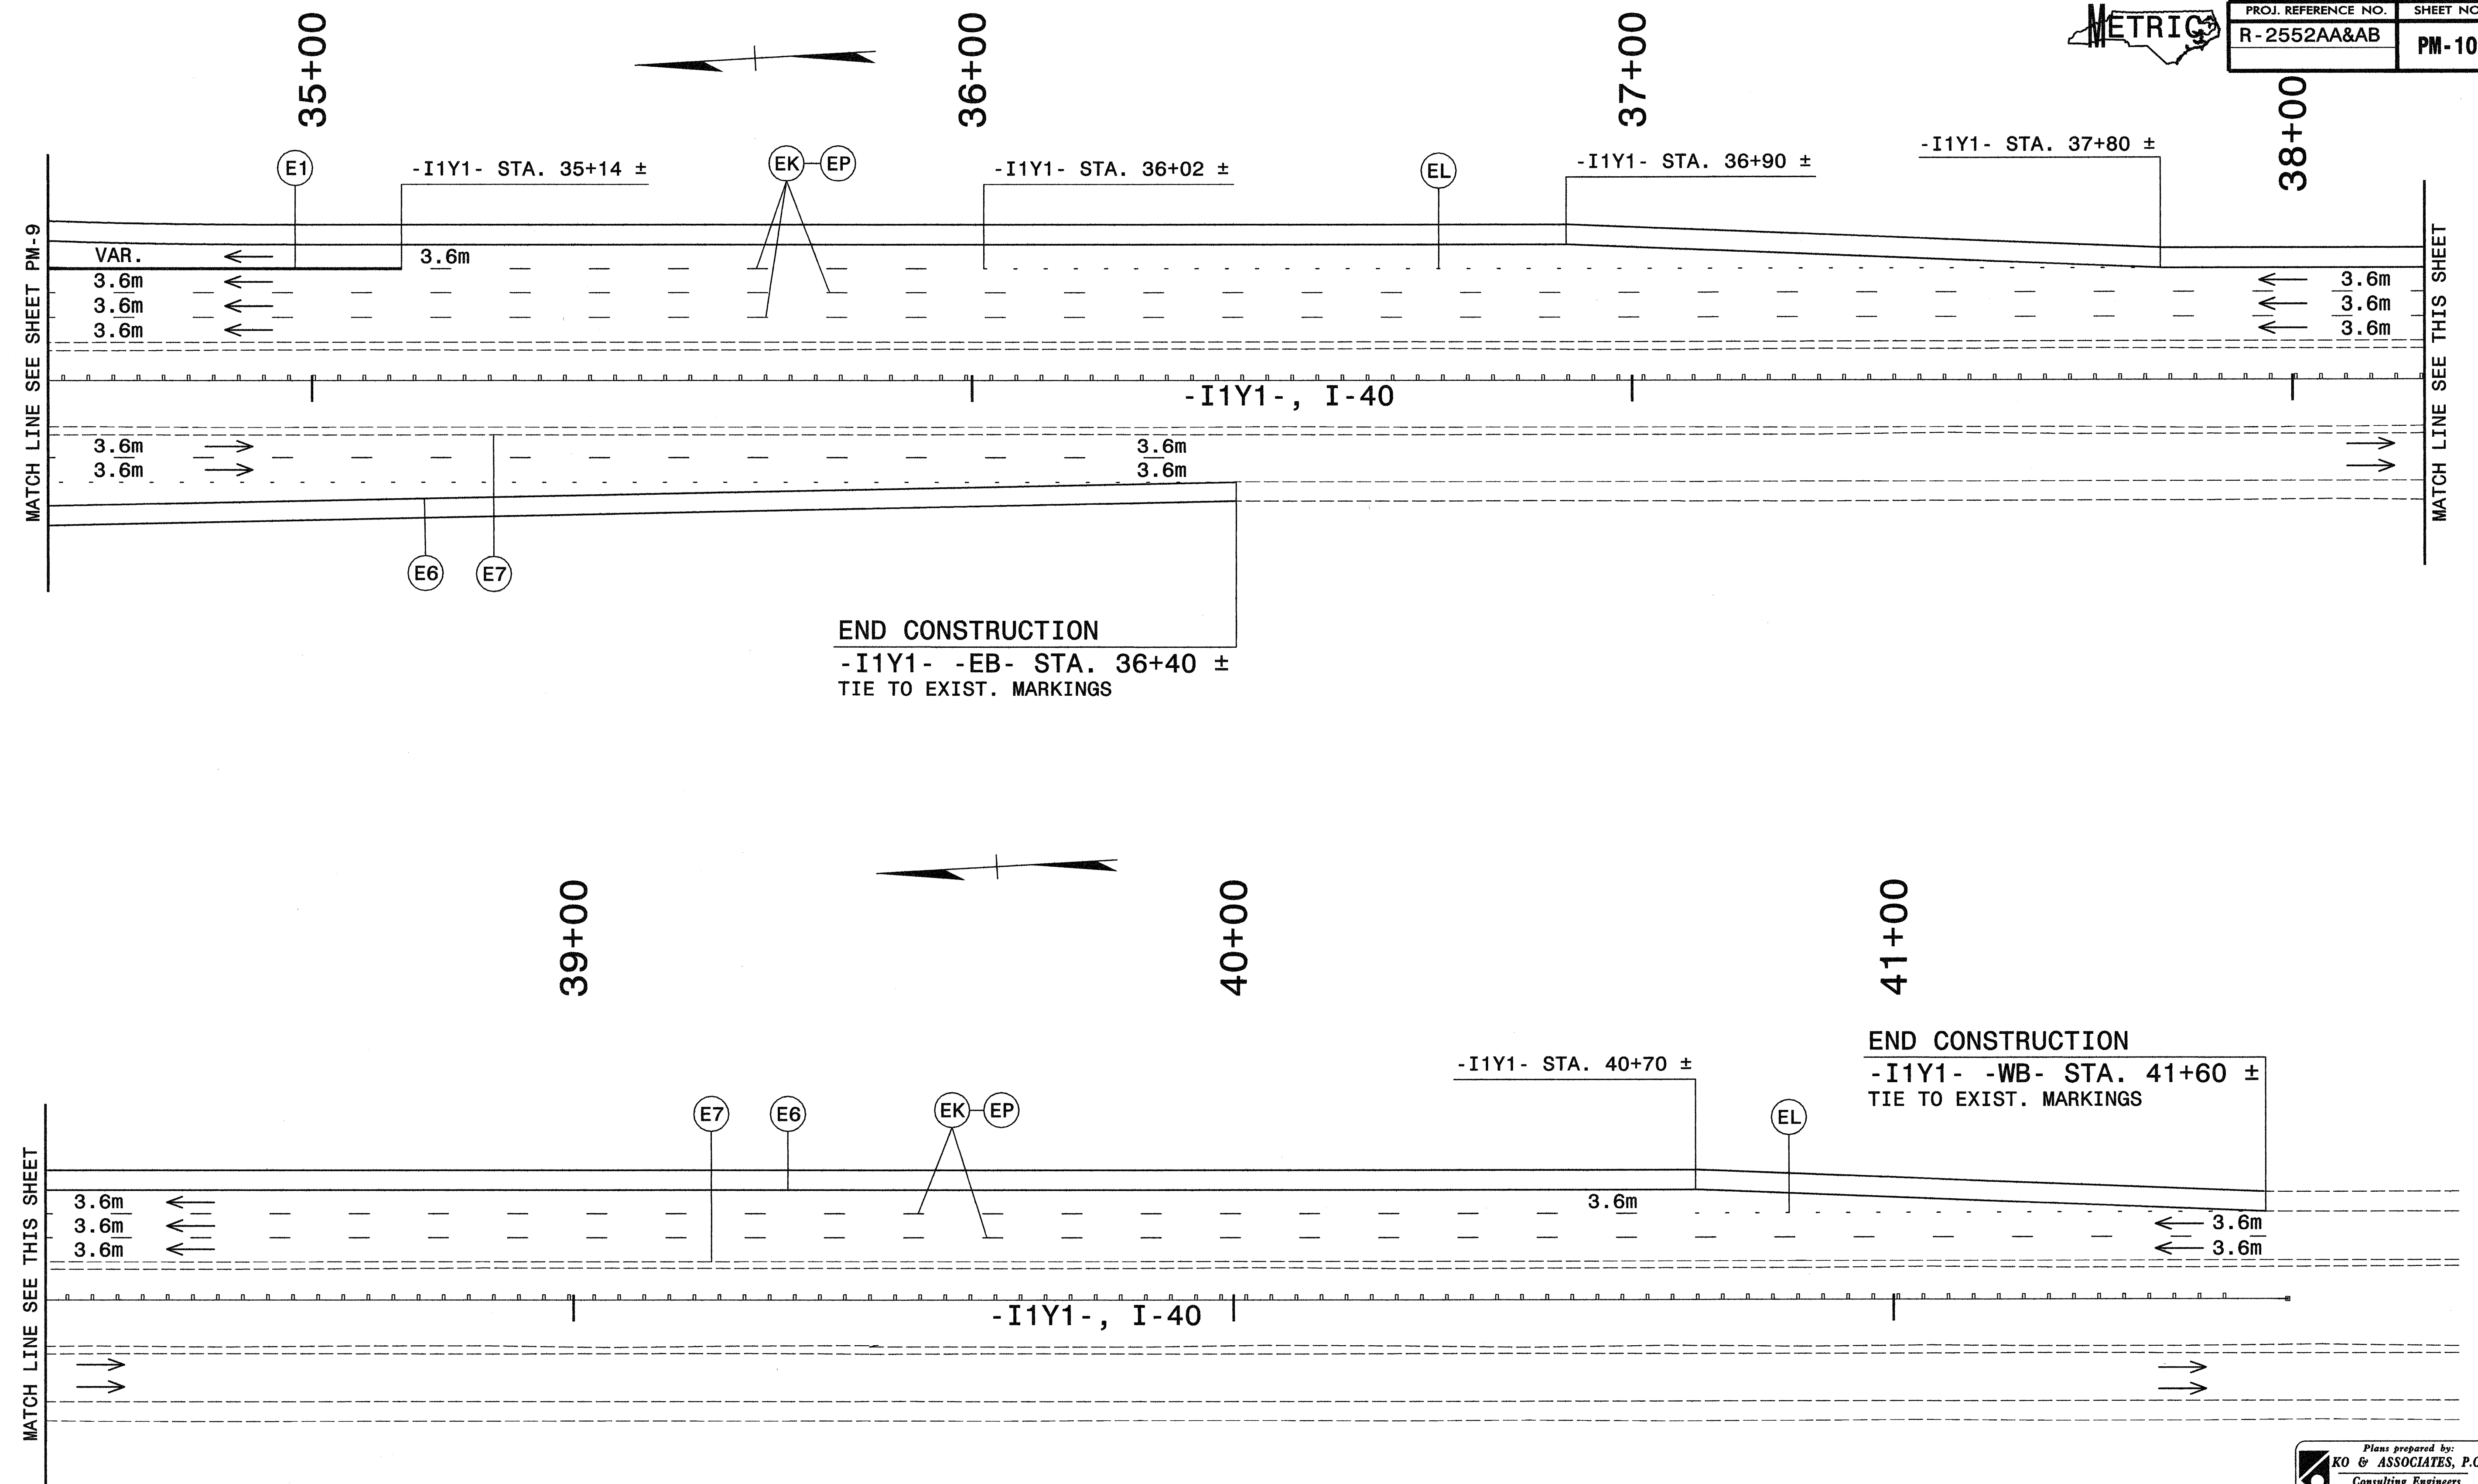 METRIC
PROJ. REFERENCE NO.
SHEET NO
R-2552AA&AB
PM-10
35+00
36+00
37+00
38+00
E1
-I1Y1- STA. 35+14 ±
EK
EP
-I1Y1- STA. 36+02 ±
EL
-I1Y1- STA. 36+90 ±
-I1Y1- STA. 37+80 ±
MATCH LINE SEE SHEET PM-9
VAR.
3.6m
3.6m
3.6m
3.6m
3.6m
3.6m
3.6m
MATCH LINE SEE THIS SHEET
-I1Y1-, I-40
3.6m
3.6m
3.6m
3.6m
E6
E7
END CONSTRUCTION
-I1Y1- -EB- STA. 36+40 ±
TIE TO EXIST. MARKINGS
39+00
40+00
41+00
END CONSTRUCTION
-I1Y1- -WB- STA. 41+60 ±
TIE TO EXIST. MARKINGS
-I1Y1- STA. 40+70 ±
E7
E6
EK
EP
EL
MATCH LINE SEE THIS SHEET
3.6m
3.6m
3.6m
3.6m
3.6m
3.6m
-I1Y1-, I-40
Plans prepared by:
KO & ASSOCIATES, P.C
Consulting Engineers